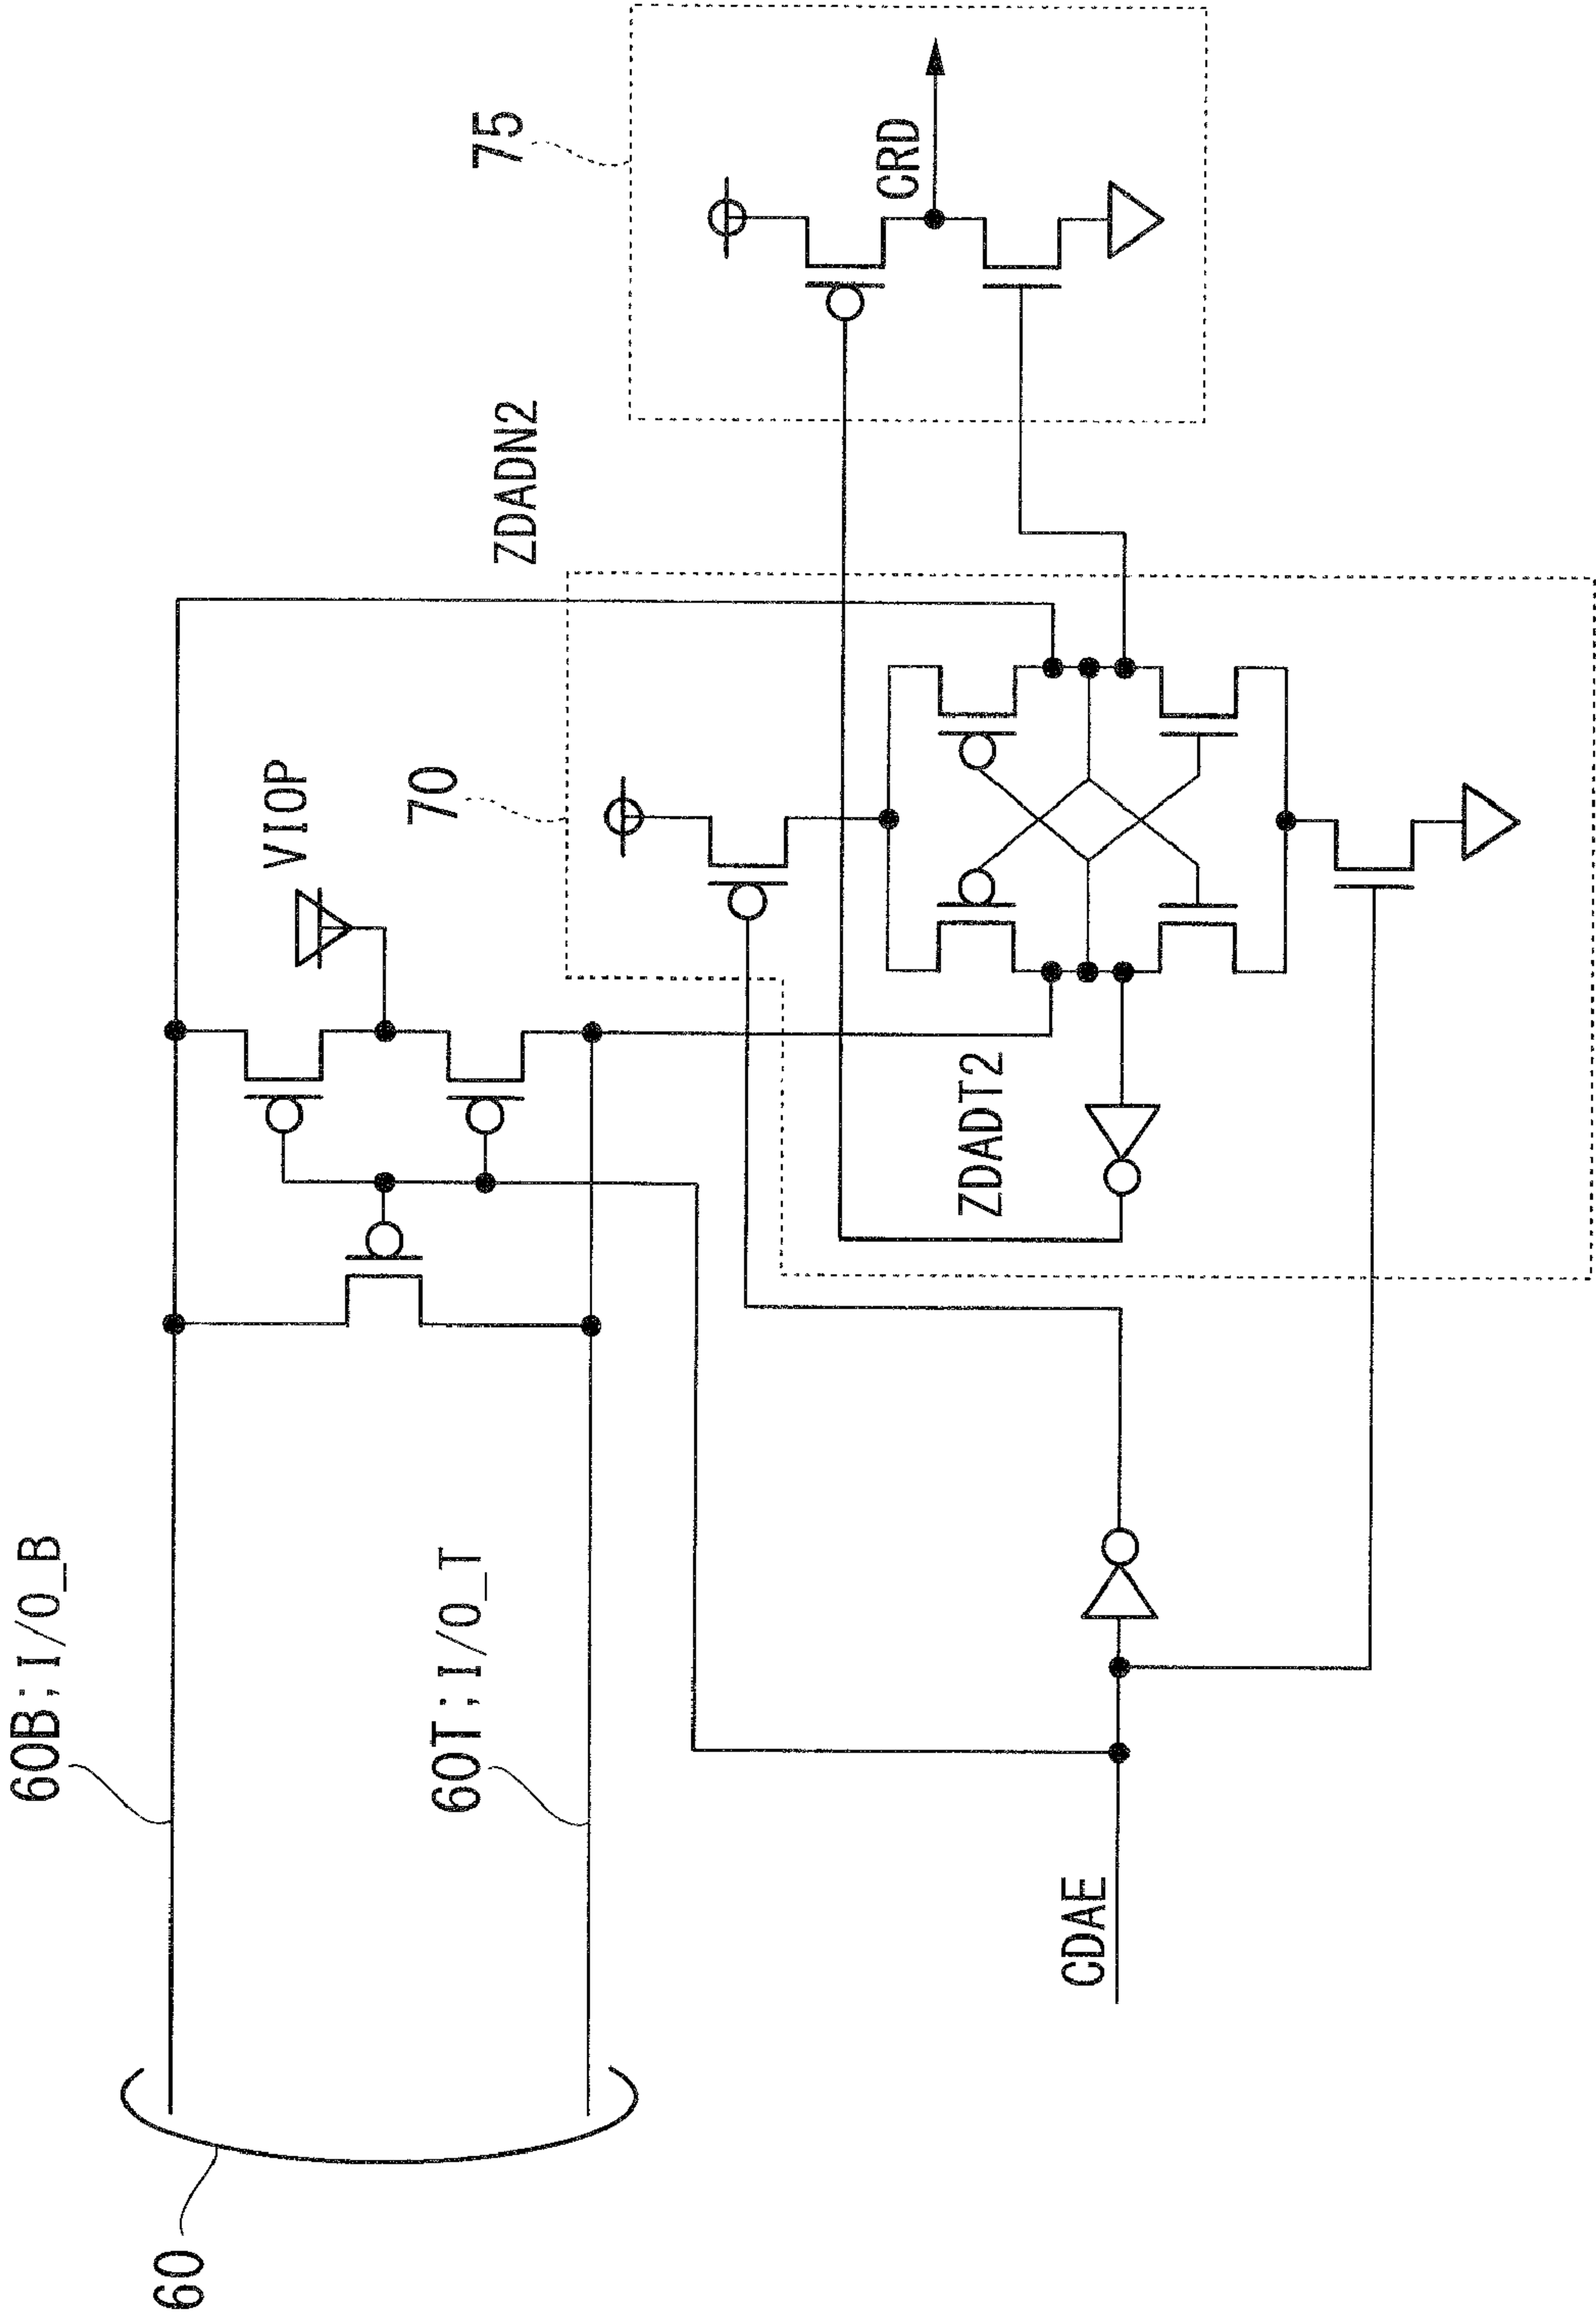 60
60B;I/O_B
60T;I/O_T
CDAE
VIOP
70
ZDADT2
ZDADN2
75
CRD